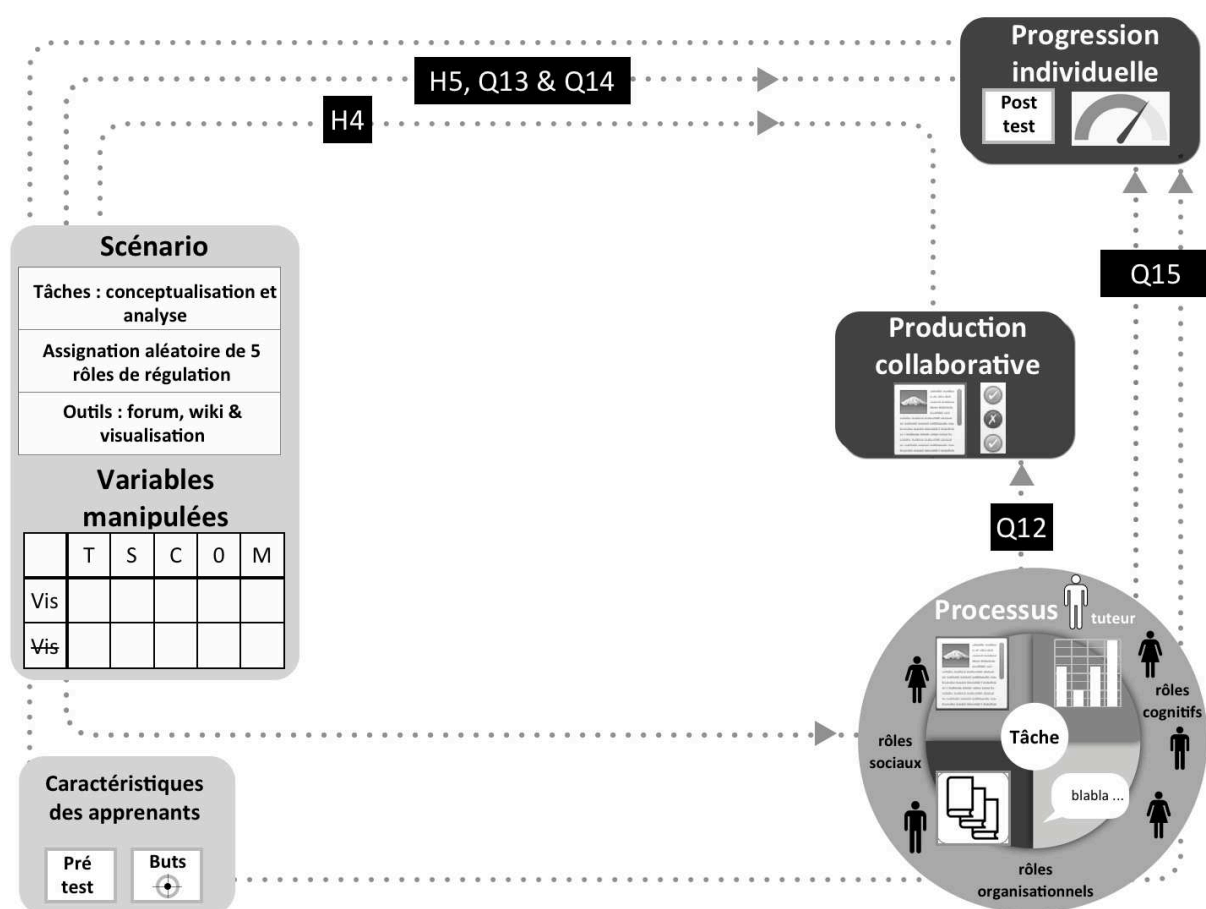 Progression
individuelle
Post
test
H5, Q13 & Q14
H4
Scénario
Tâches : conceptualisation et
analyse
Assignation aléatoire de 5
rôles de régulation
Outils : forum, wiki &
visualisation
Variables
manipulées
T S C 0 M
Vis
Vis
Q15
Production
collaborative
Q12
Processus
tuteur
rôles
cognitifs
Tâche
rôles
sociaux
blabla ...
rôles
organisationnels
Caractéristiques
des apprenants
Pré
test
Buts